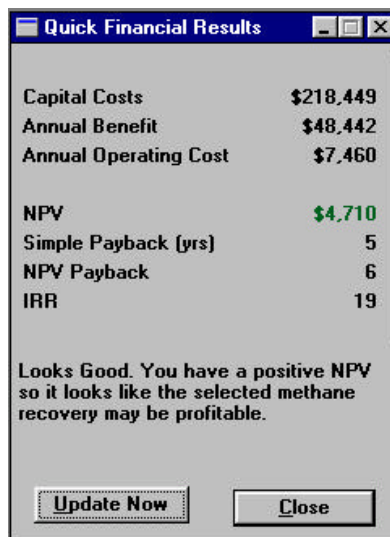 Quick Financial Results
Capital Costs $218,449
Annual Benefit $48,442
Annual Operating Cost $7,460
NPV $4,710
Simple Payback (yrs) 5
NPV Payback 6
IRR 19
Looks Good. You have a positive NPV
so it looks like the selected methane
recovery may be profitable.
Update Now Close